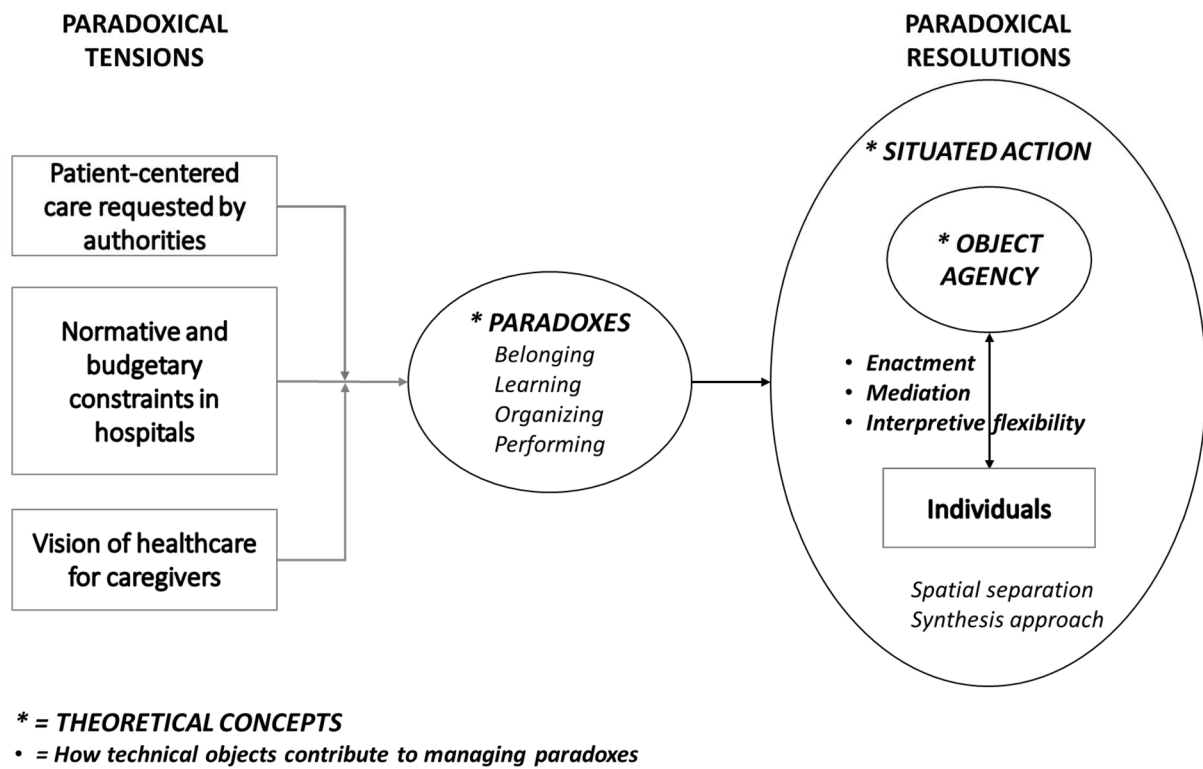 PARADOXICAL
TENSIONS
PARADOXICAL
RESOLUTIONS
Patient-centered
care requested by
authorities
Normative and
budgetary
constraints in
hospitals
Vision of healthcare
for caregivers
* PARADOXES
Belonging
Learning
Organizing
Performing
* SITUATED ACTION
* OBJECT
AGENCY
• Enactment
• Mediation
• Interpretive flexibility
Individuals
Spatial separation
Synthesis approach
* = THEORETICAL CONCEPTS
• = How technical objects contribute to managing paradoxes